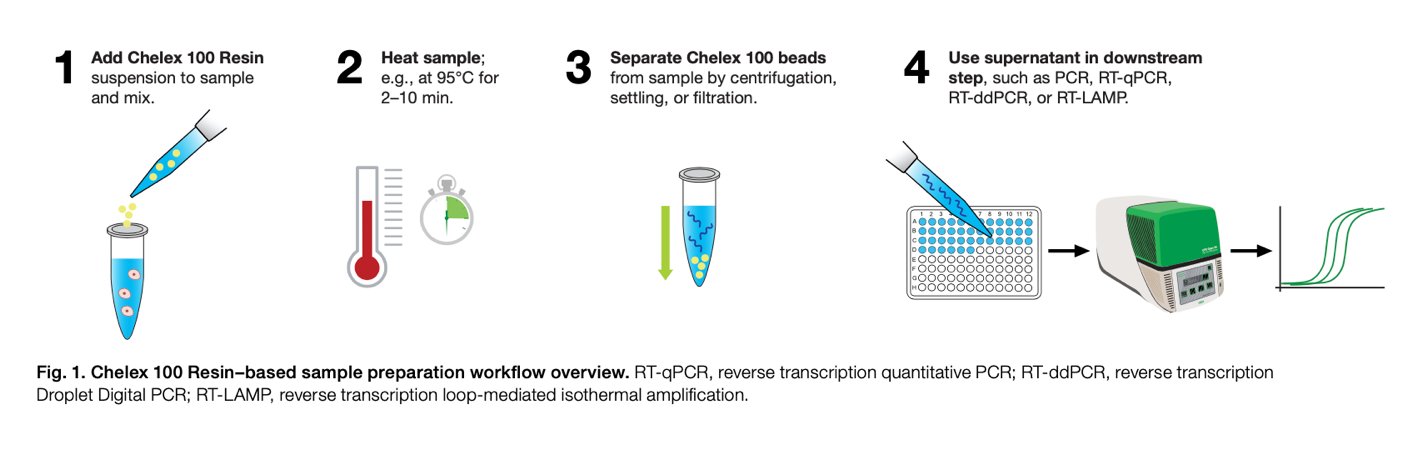 1
Add Chelex 100 Resin
suspension to sample
and mix.
2
Heat sample;
e.g., at 95°C for
2–10 min.
3
Separate Chelex 100 beads
from sample by centrifugation,
settling, or filtration.
4
Use supernatant in downstream
step, such as PCR, RT-qPCR,
RT-ddPCR, or RT-LAMP.
1 2 3 4 7 8 9 10 11 12
A
B
C
D
E
F
G
H
Fig. 1. Chelex 100 Resin–based sample preparation workflow overview. RT-qPCR, reverse transcription quantitative PCR; RT-ddPCR, reverse transcription
Droplet Digital PCR; RT-LAMP, reverse transcription loop-mediated isothermal amplification.